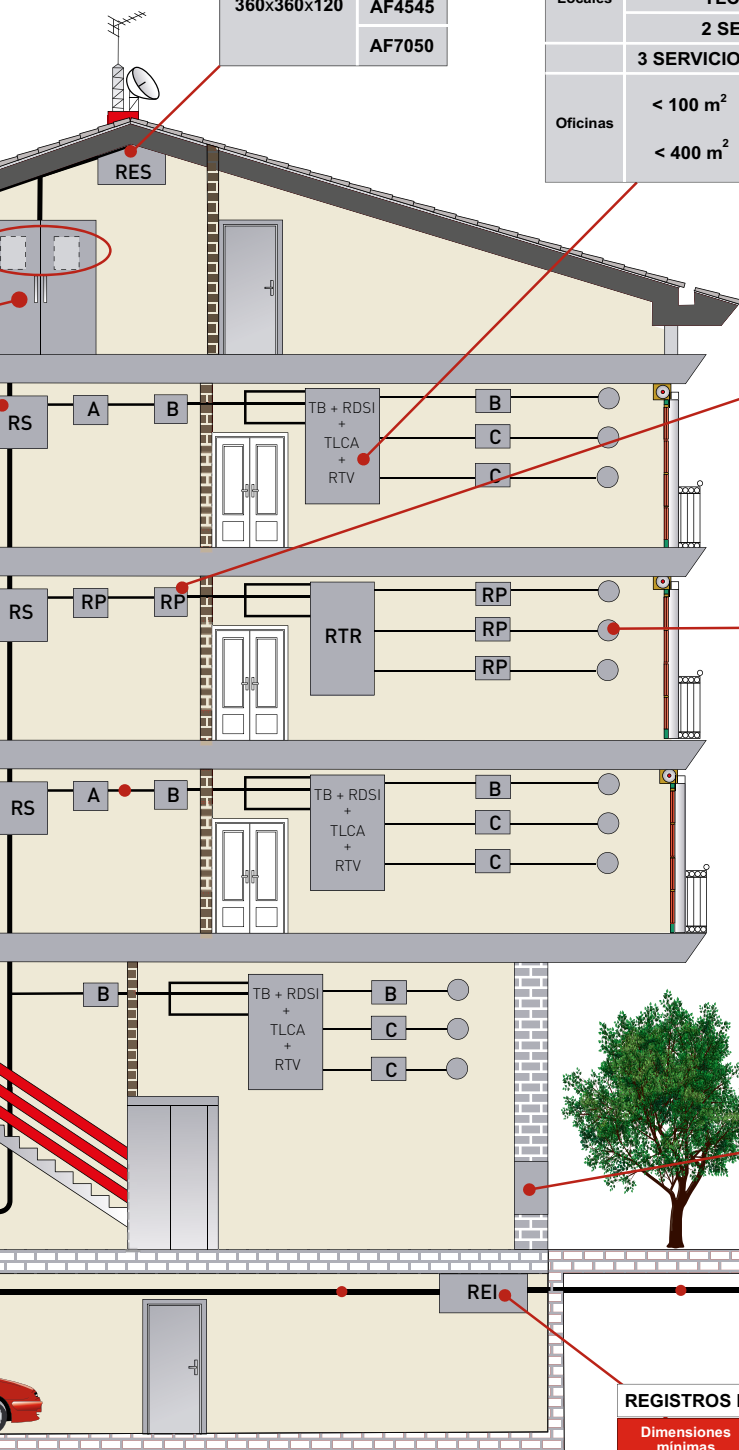 360x360x120
AF4545
AF7050
2 SE
3 SERVICIO
Oficinas
< 100 m²
< 400 m²
RES
RS
A
B
TB + RDSI
+
TLCA
+
RTV
B
C
C
RS
RP
RP
RTR
RP
RP
RP
RS
A
B
TB + RDSI
+
TLCA
+
RTV
B
C
C
B
TB + RDSI
+
TLCA
+
RTV
B
C
C
REI
REGISTROS
Dimensiones
mínimas